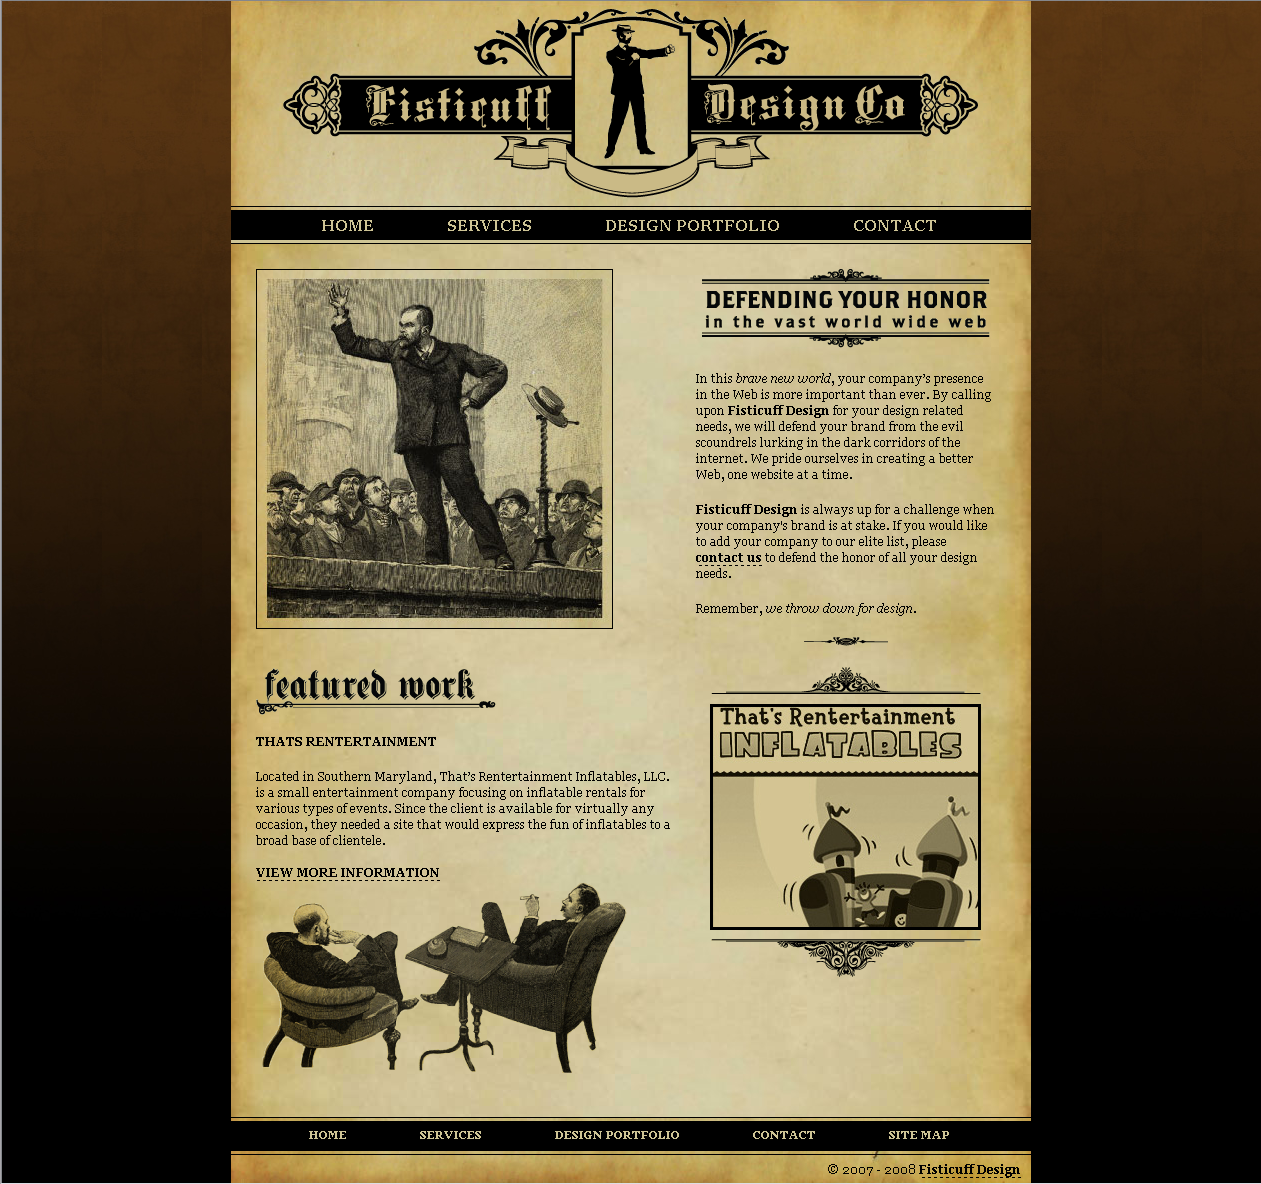 Fisticuff Design Co
HOME SERVICES DESIGN PORTFOLIO CONTACT
DEFENDING YOUR HONOR
in the vast world wide web
In this brave new world, your company's presence
in the Web is more important than ever. By calling
upon Fisticuff Design for your design related
needs, we will defend your brand from the evil
scoundrels lurking in the dark corridors of the
internet. We pride ourselves in creating a better
Web, one website at a time.
Fisticuff Design is always up for a challenge when
your company's brand is at stake. If you would like
to add your company to our elite list, please
contact us to defend the honor of all your design
needs.
Remember, we throw down for design.
featured work
THATS RENTERTAINMENT
Located in Southern Maryland, That's Rentertainment Inflatables, LLC.
is a small entertainment company focusing on inflatable rentals for
various types of events. Since the client is available for virtually any
occasion, they needed a site that would express the fun of inflatables to a
broad base of clientele.
VIEW MORE INFORMATION
That's Rentertainment
INFLATABLES
HOME SERVICES DESIGN PORTFOLIO CONTACT SITE MAP
© 2007 - 2008 Fisticuff Design